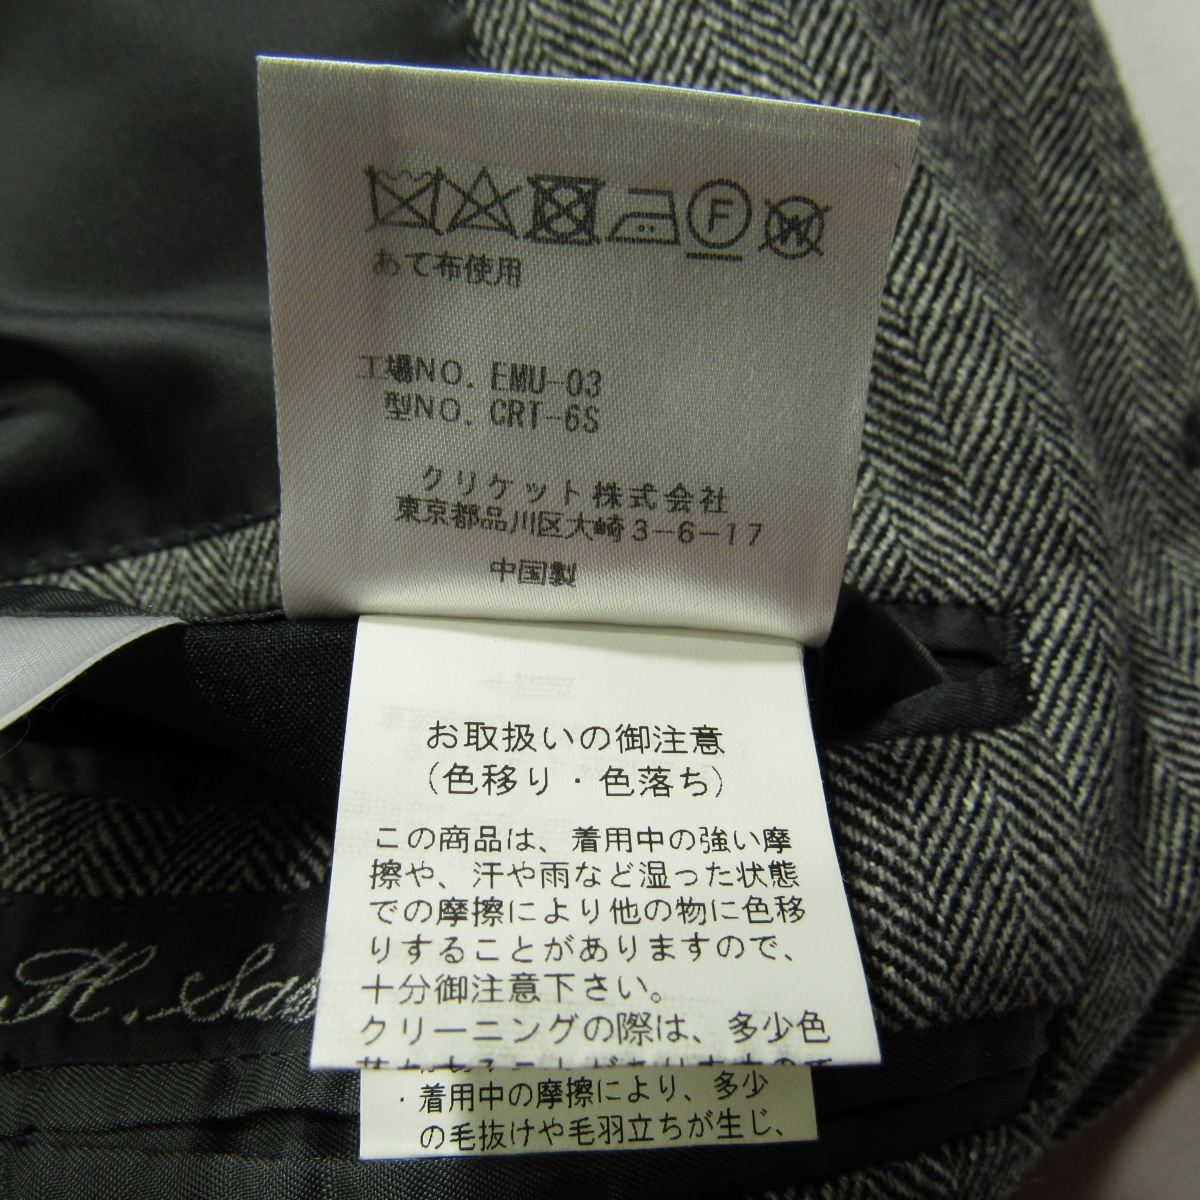 F W
あて布使用
工場NO. EMU-03
型NO. CRT-6S
クリケット株式会社
東京都品川区大崎3-6-17
中国製
お取扱いの御注意
(色移り・色落ち)
この商品は、着用中の強い摩
擦や、汗や雨など湿った状態
での摩擦により他の物に色移
りすることがありますので、
十分御注意下さい。
クリーニングの際は、多少色
・着用中の摩擦により、多少
の毛抜けや毛羽立ちが生じ、
H.